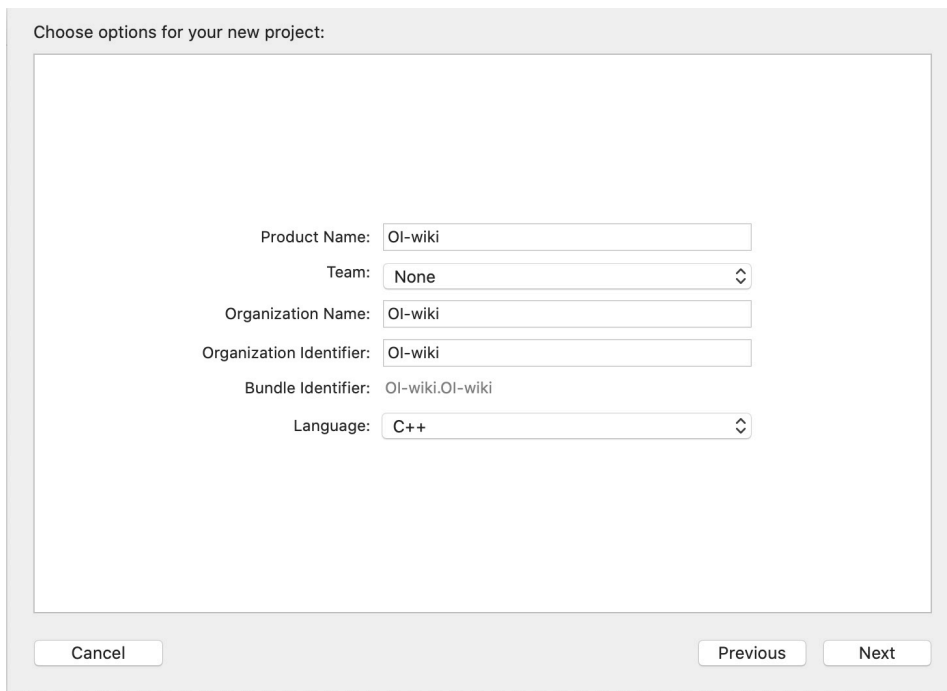 Choose options for your new project:
Product Name: OI-wiki
Team: None
Organization Name: OI-wiki
Organization Identifier: OI-wiki
Bundle Identifier: OI-wiki.OI-wiki
Language: C++
Cancel Previous Next